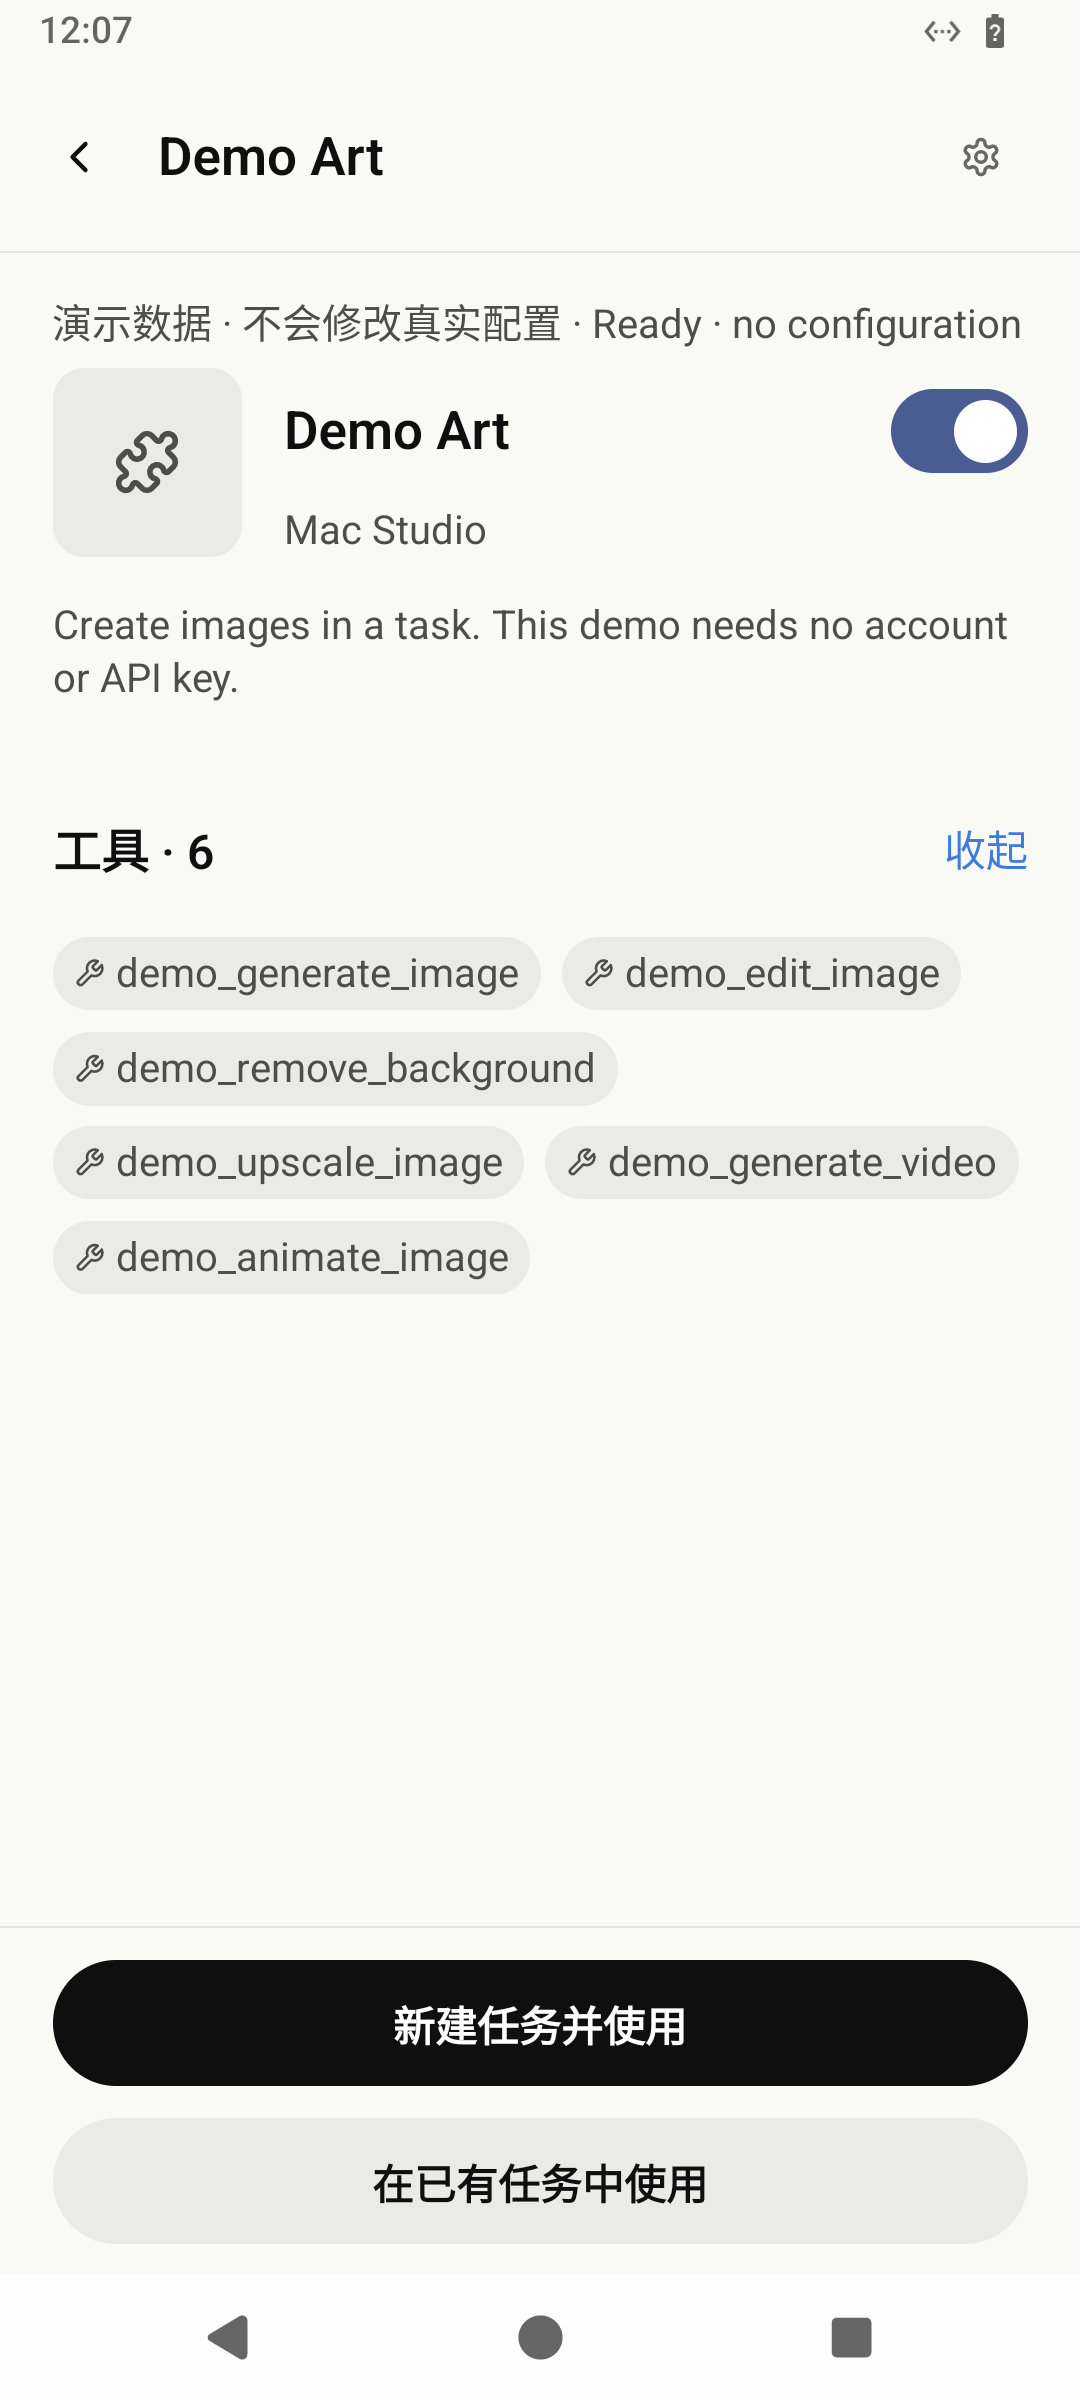 12:07
Demo Art
演示数据 · 不会修改真实配置 · Ready · no configuration
Demo Art
Mac Studio
Create images in a task. This demo needs no account
or API key.
工具 · 6
收起
demo_generate_image
demo_edit_image
demo_remove_background
demo_upscale_image
demo_generate_video
demo_animate_image
新建任务并使用
在已有任务中使用